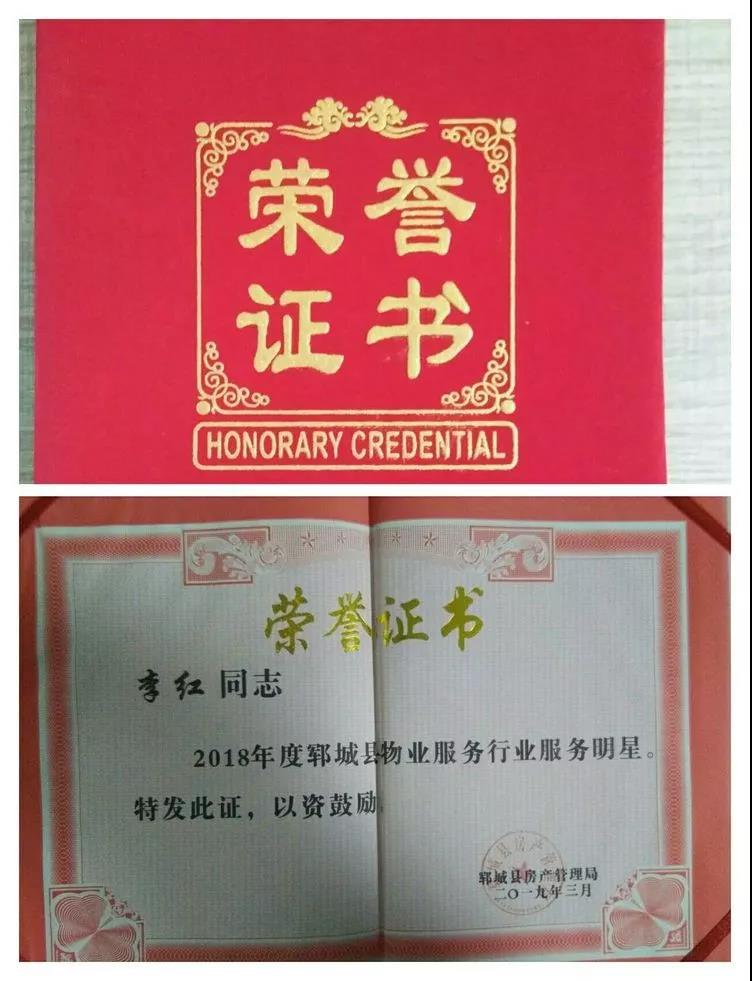 荣誉
证书
HONORARY CREDENTIAL
荣誉证书
李红 同志
2018年度郓城县物业服务行业服务明星。
特发此证，以资鼓励。
郓城县房产管理局
二〇一九年三月